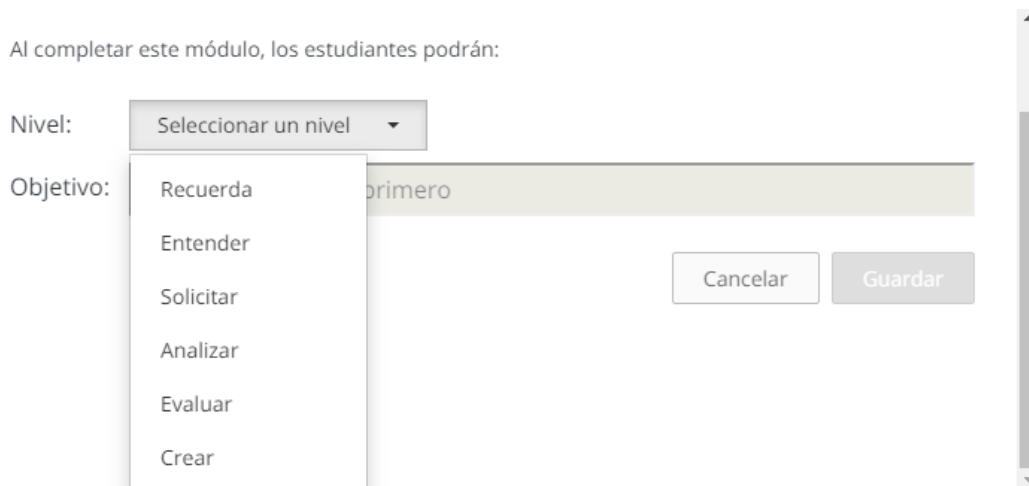 Al completar este módulo, los estudiantes podrán:
Nivel:
Seleccionar un nivel
Objetivo:
primero
Recuerda
Entender
Solicitar
Analizar
Evaluar
Crear
Cancelar
Guardar